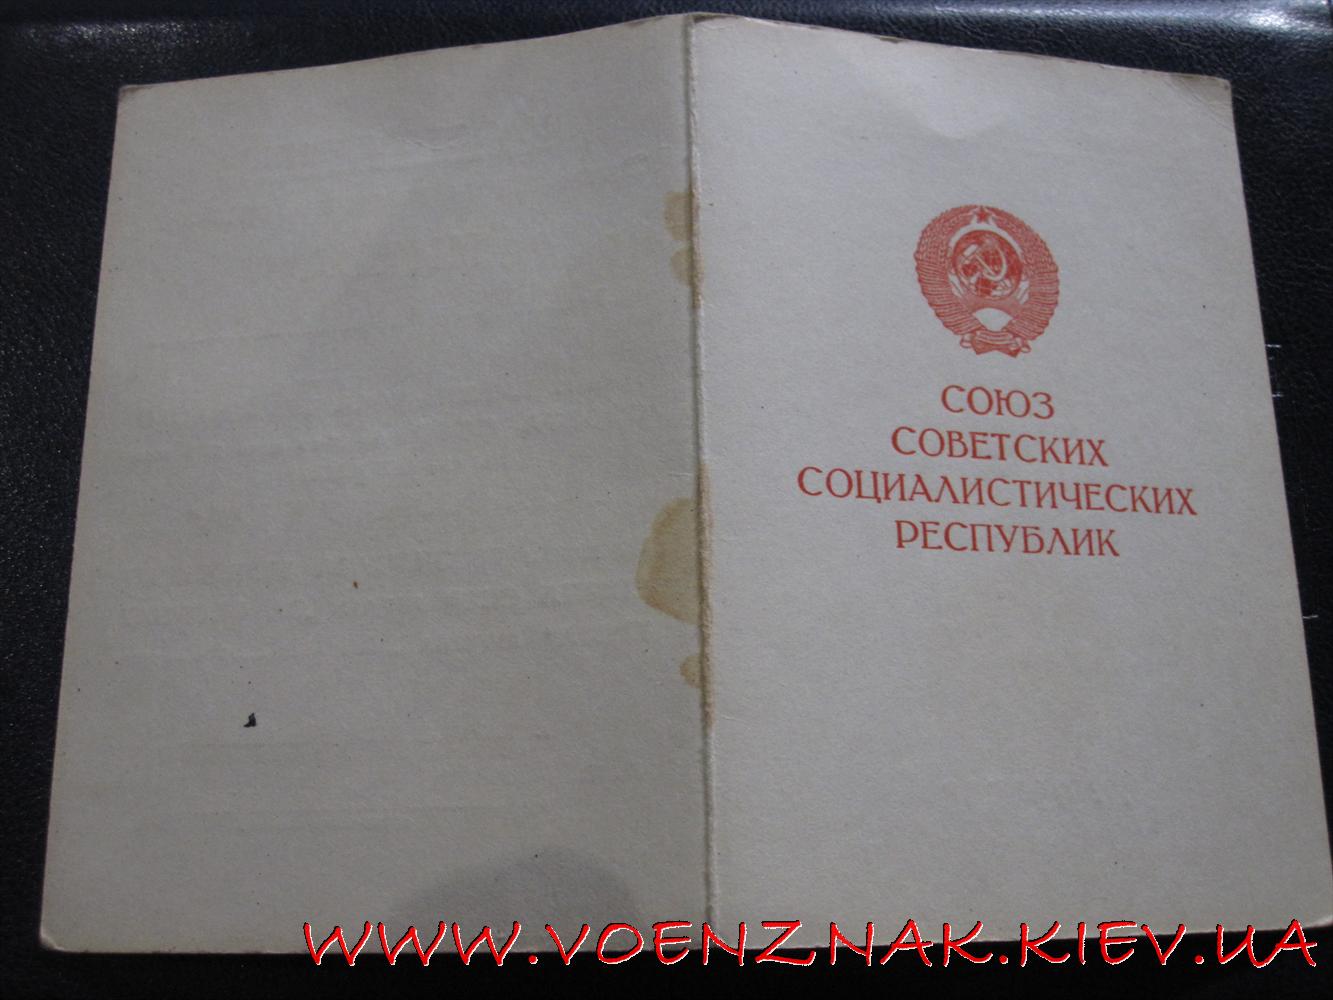 СОЮЗ
СОВЕТСКИХ
СОЦИАЛИСТИЧЕСКИХ
РЕСПУБЛИК
WWW.VOENZNAK.KIEV.UA